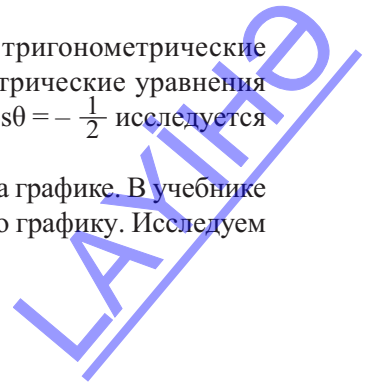 тригонометрические
трические уравнения
sθ = – 1/2 исследуется
а графике. В учебнике
о графику. Исследуем
LAYİHƏ